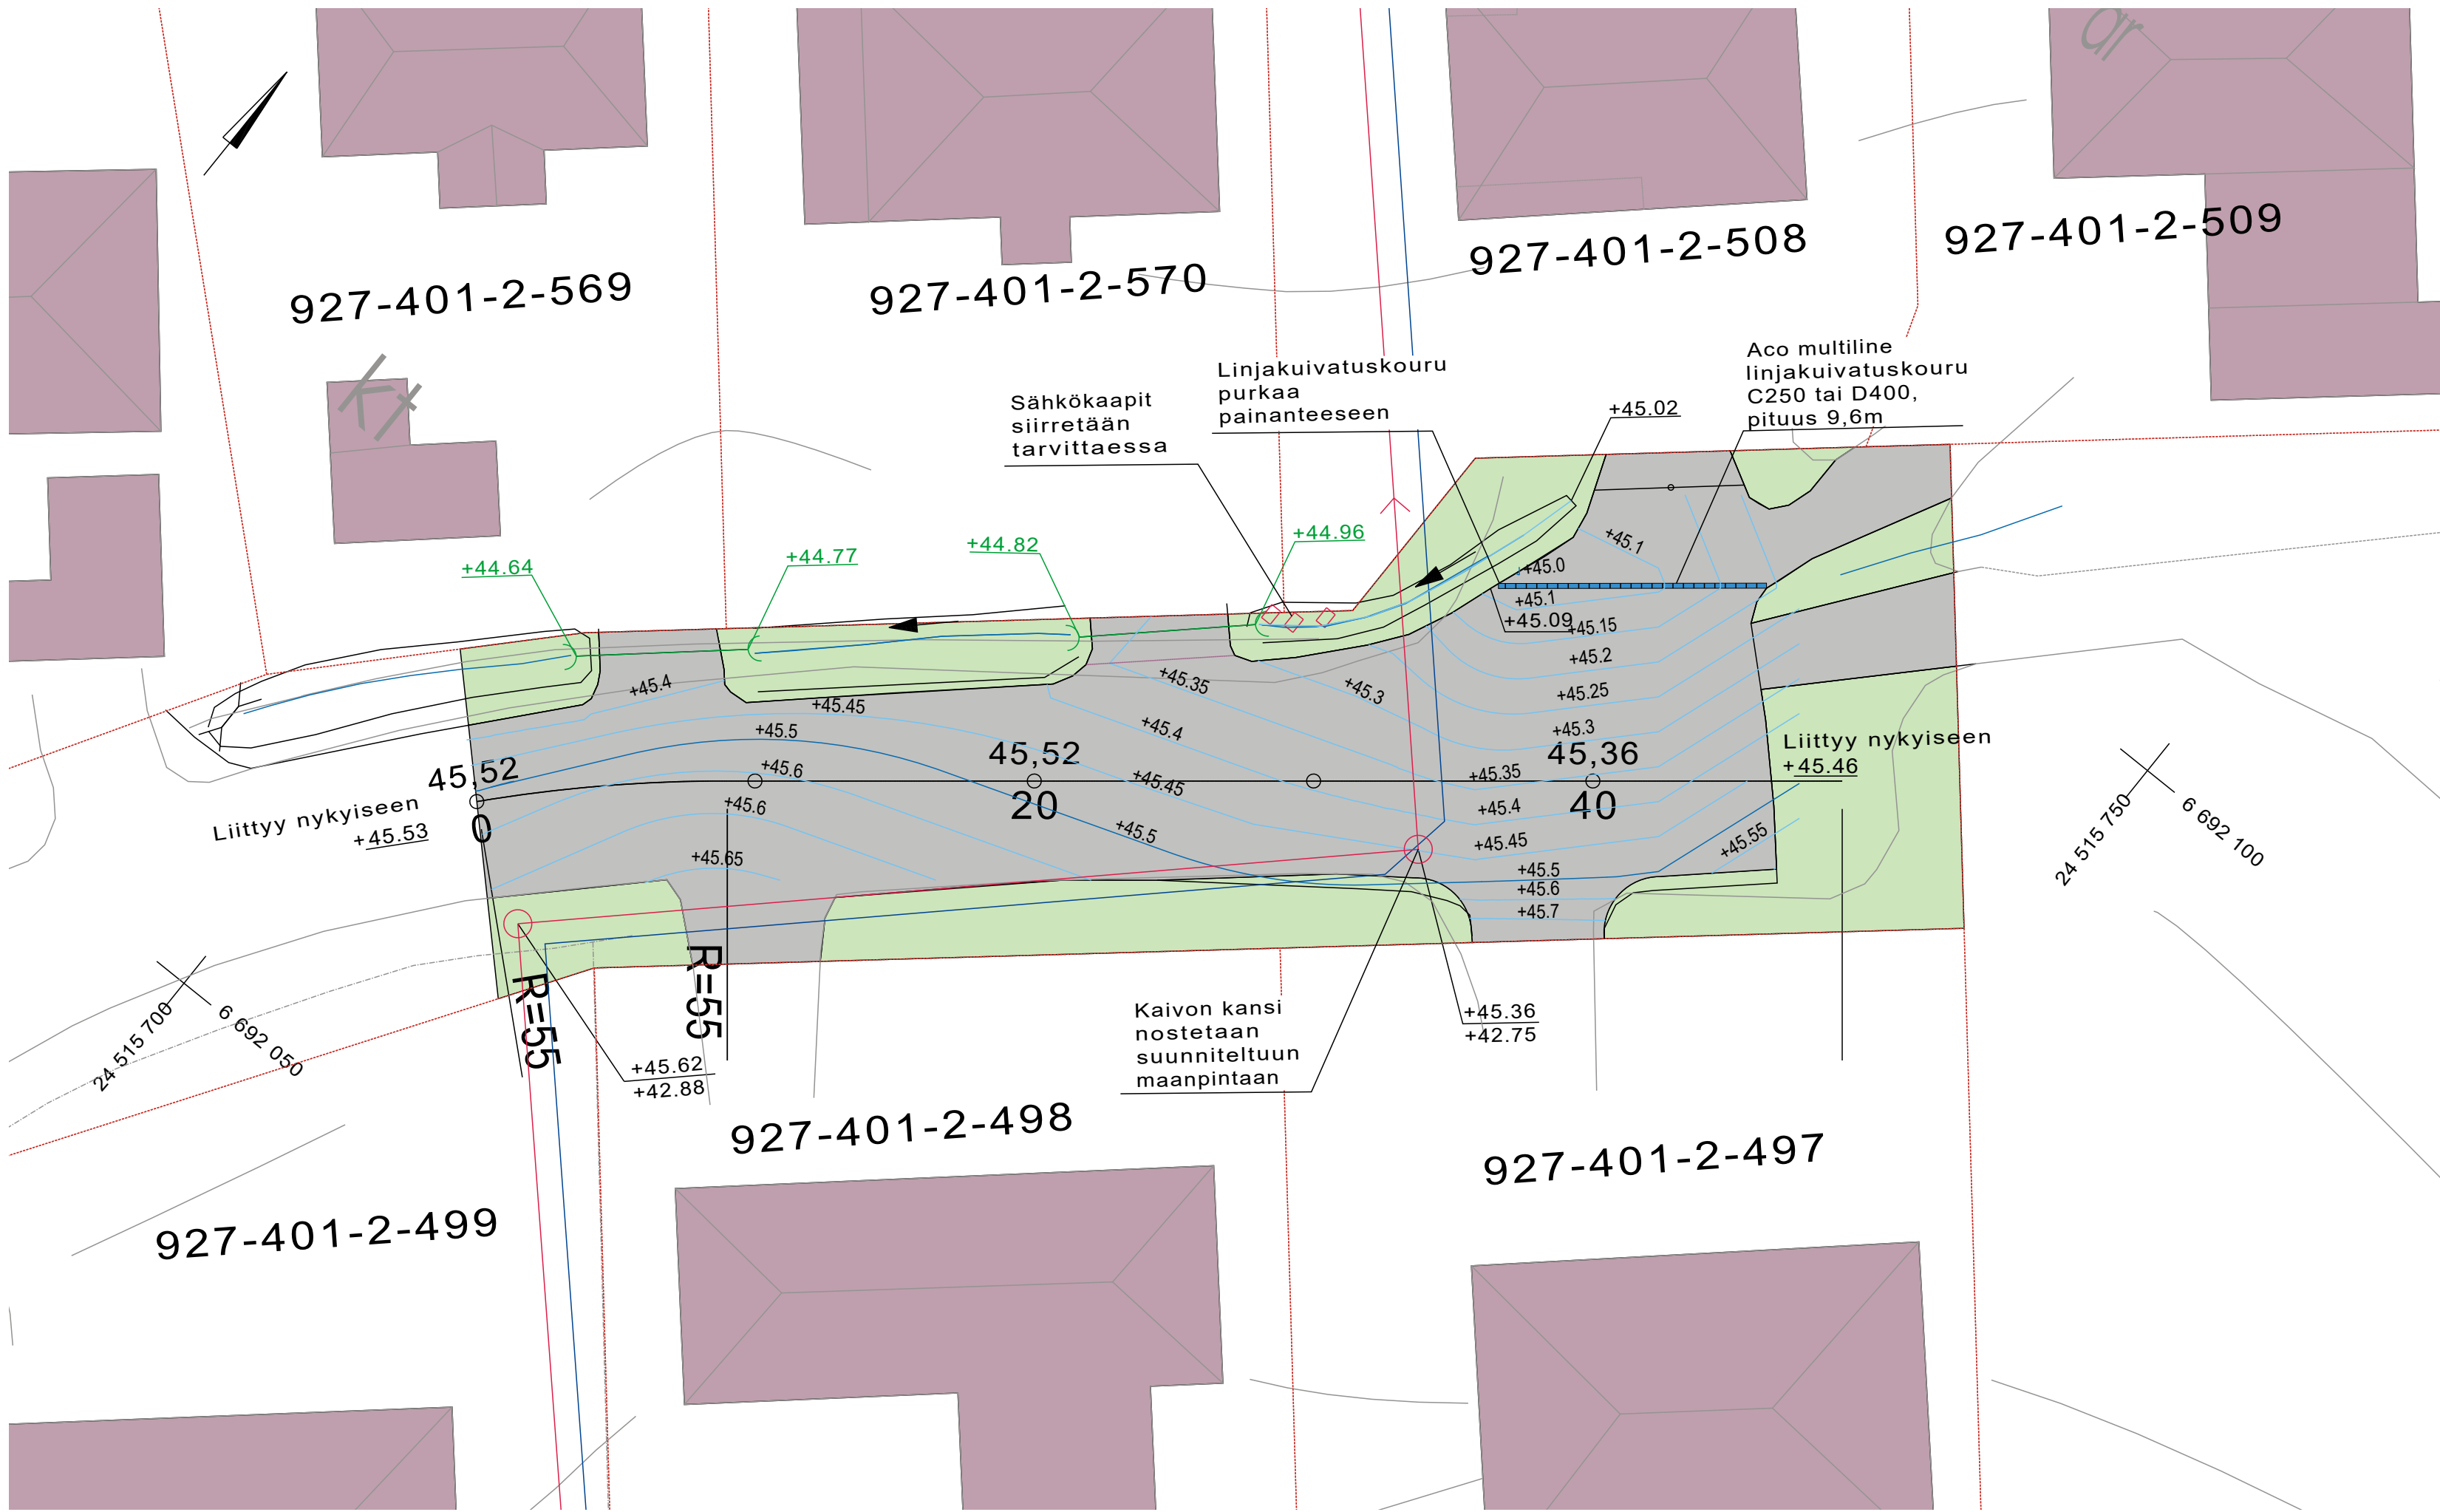 ar
927-401-2-569
927-401-2-570
927-401-2-508
927-401-2-509
Kt
Sähkökaapit
siirretään
tarvittaessa
Linjakuivatuskouru
purkaa
painanteeseen
Aco multiline
linjakuivatuskouru
C250 tai D400,
pituus 9,6m
+45.02
+44.64
+44.77
+44.82
+44.96
+45.1
+45.0
+45.1
+45.09
+45.15
+45.2
+45.25
+45.3
+45.35
+45.4
+45.45
+45.5
+45.6
+45.7
+45.55
+45.4
+45.45
+45.5
+45.6
+45.6
+45.65
+45.35
+45.3
+45.4
+45.45
+45.5
45,52
0
45,52
20
45,36
40
Liittyy nykyiseen
+45.53
Liittyy nykyiseen
+45.46
R=55
R=55
24 515 700
6 692 050
24 515 750
6 692 100
+45.62
+42.88
Kaivon kansi
nostetaan
suunniteltuun
maanpintaan
+45.36
+42.75
927-401-2-498
927-401-2-497
927-401-2-499